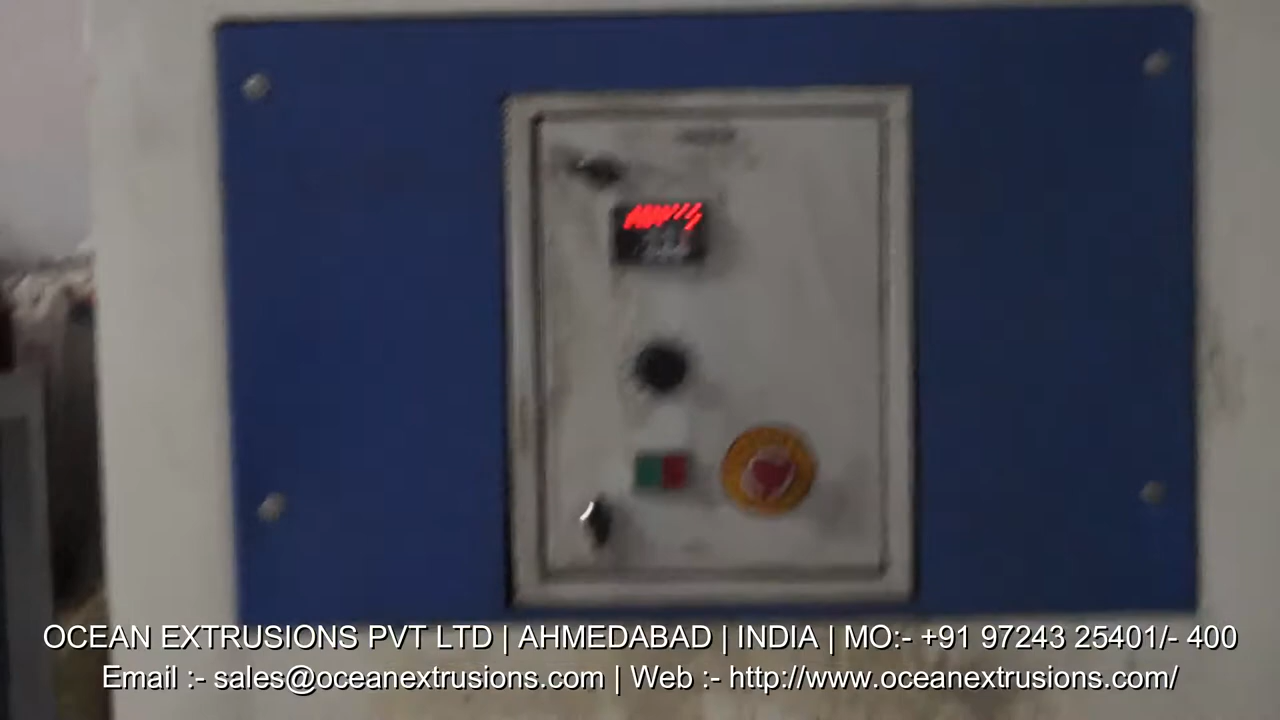 OCEAN EXTRUSIONS PVT LTD | AHMEDABAD | INDIA | MO:- +91 97243 25401/- 400
Email :- sales@oceanextrusions.com | Web :- http://www.oceanextrusions.com/